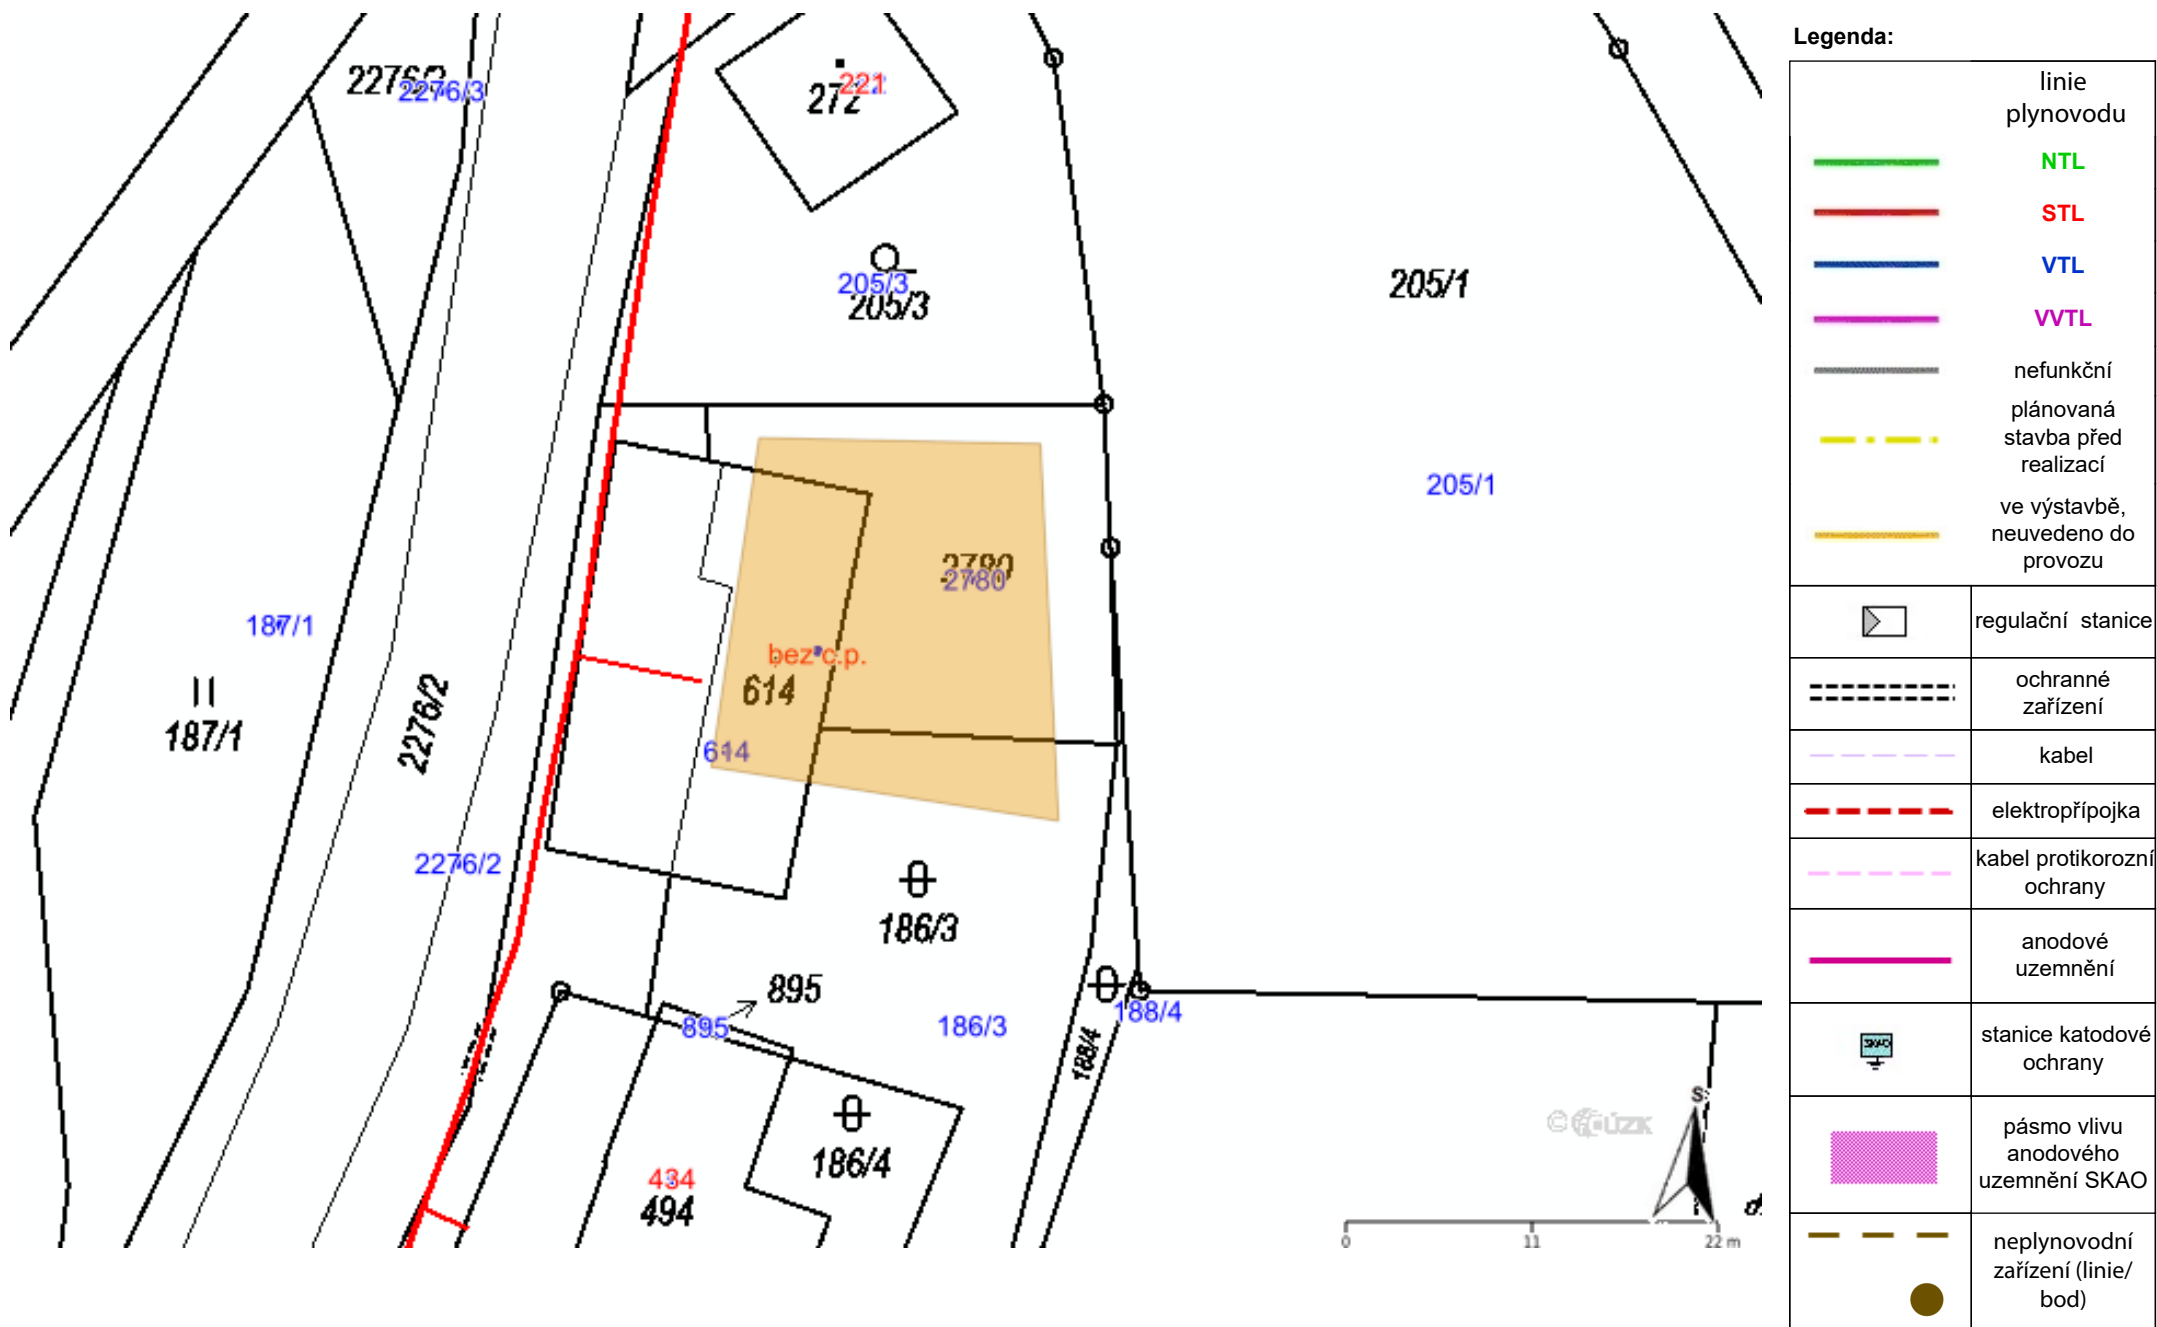 2276/3
2276/3
221
272
205/3
205/3
205/1
205/1
2780
2780
187/1
187/1
bez č.p.
614
614
2276/2
2276/2
186/3
895
895
186/3
188/4
188/4
186/4
434
494
S
© ČÚZK
0
11
22 m
Legenda:
linie
plynovodu
NTL
STL
VTL
VVTL
nefunkční
plánovaná
stavba před
realizací
ve výstavbě,
neuvedeno do
provozu
regulační stanice
ochranné
zařízení
kabel
elektropřípojka
kabel protikorozní
ochrany
anodové
uzemnění
SKAO
stanice katodové
ochrany
pásmo vlivu
anodového
uzemnění SKAO
neplynovodní
zařízení (linie/
bod)